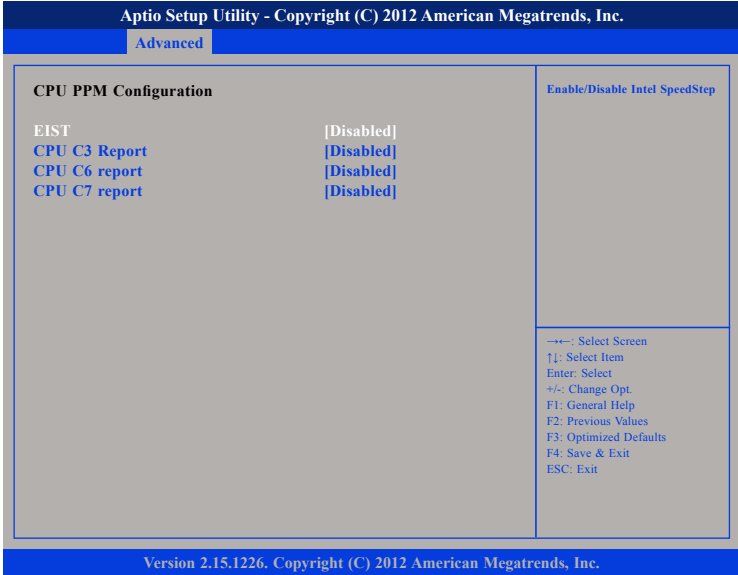 Aptio Setup Utility - Copyright (C) 2012 American Megatrends, Inc.
Advanced
CPU PPM Configuration
EIST [Disabled]
CPU C3 Report [Disabled]
CPU C6 report [Disabled]
CPU C7 report [Disabled]
Enable/Disable Intel SpeedStep
→←: Select Screen
↑↓: Select Item
Enter: Select
+/-: Change Opt.
F1: General Help
F2: Previous Values
F3: Optimized Defaults
F4: Save & Exit
ESC: Exit
Version 2.15.1226. Copyright (C) 2012 American Megatrends, Inc.